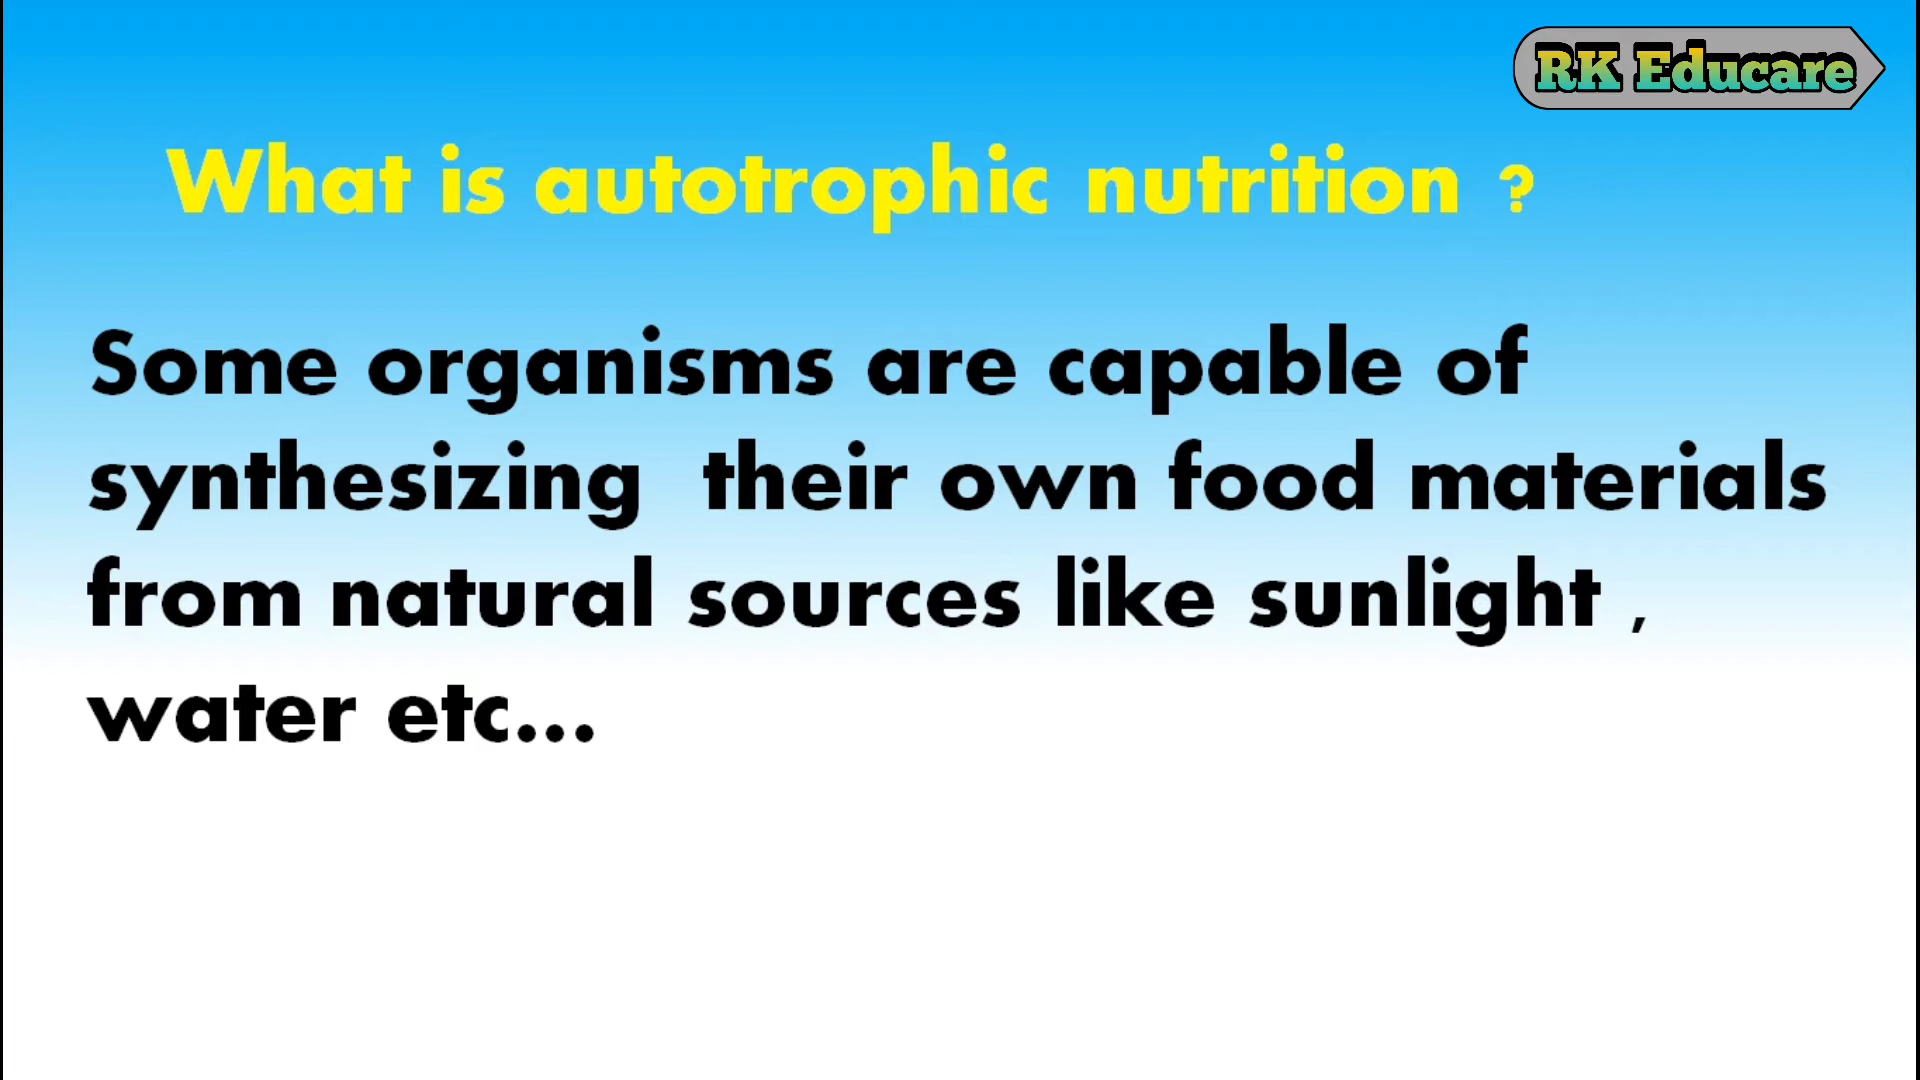 RK Educare
What is autotrophic nutrition ?
Some organisms are capable of
synthesizing  their own food materials
from natural sources like sunlight ,
water etc...